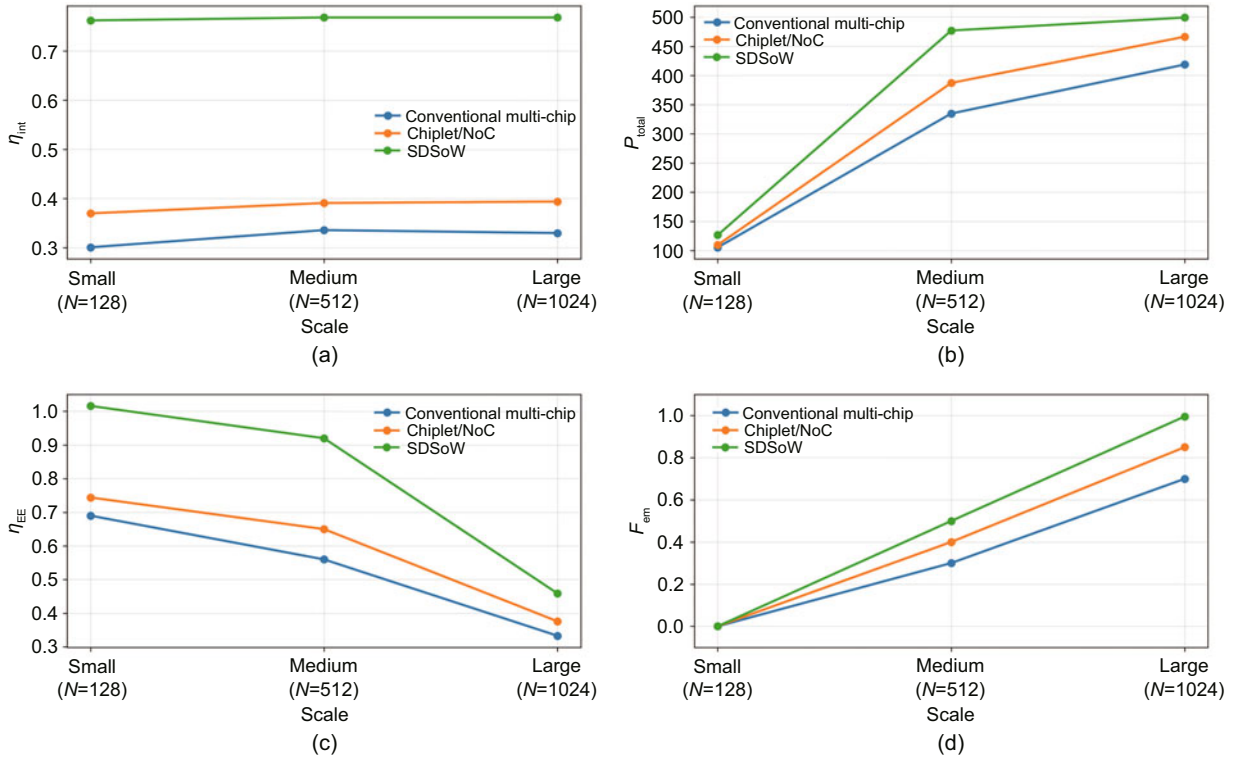 0.7
0.6
0.5
0.4
0.3
η_int
Conventional multi-chip
Chiplet/NoC
SDSoW
Small
(N=128)
Medium
(N=512)
Large
(N=1024)
Scale
(a)
500
450
400
350
300
250
200
150
100
P_total
Conventional multi-chip
Chiplet/NoC
SDSoW
Small
(N=128)
Medium
(N=512)
Large
(N=1024)
Scale
(b)
1.0
0.9
0.8
0.7
0.6
0.5
0.4
0.3
η_EE
Conventional multi-chip
Chiplet/NoC
SDSoW
Small
(N=128)
Medium
(N=512)
Large
(N=1024)
Scale
(c)
1.0
0.8
0.6
0.4
0.2
0.0
F_em
Conventional multi-chip
Chiplet/NoC
SDSoW
Small
(N=128)
Medium
(N=512)
Large
(N=1024)
Scale
(d)